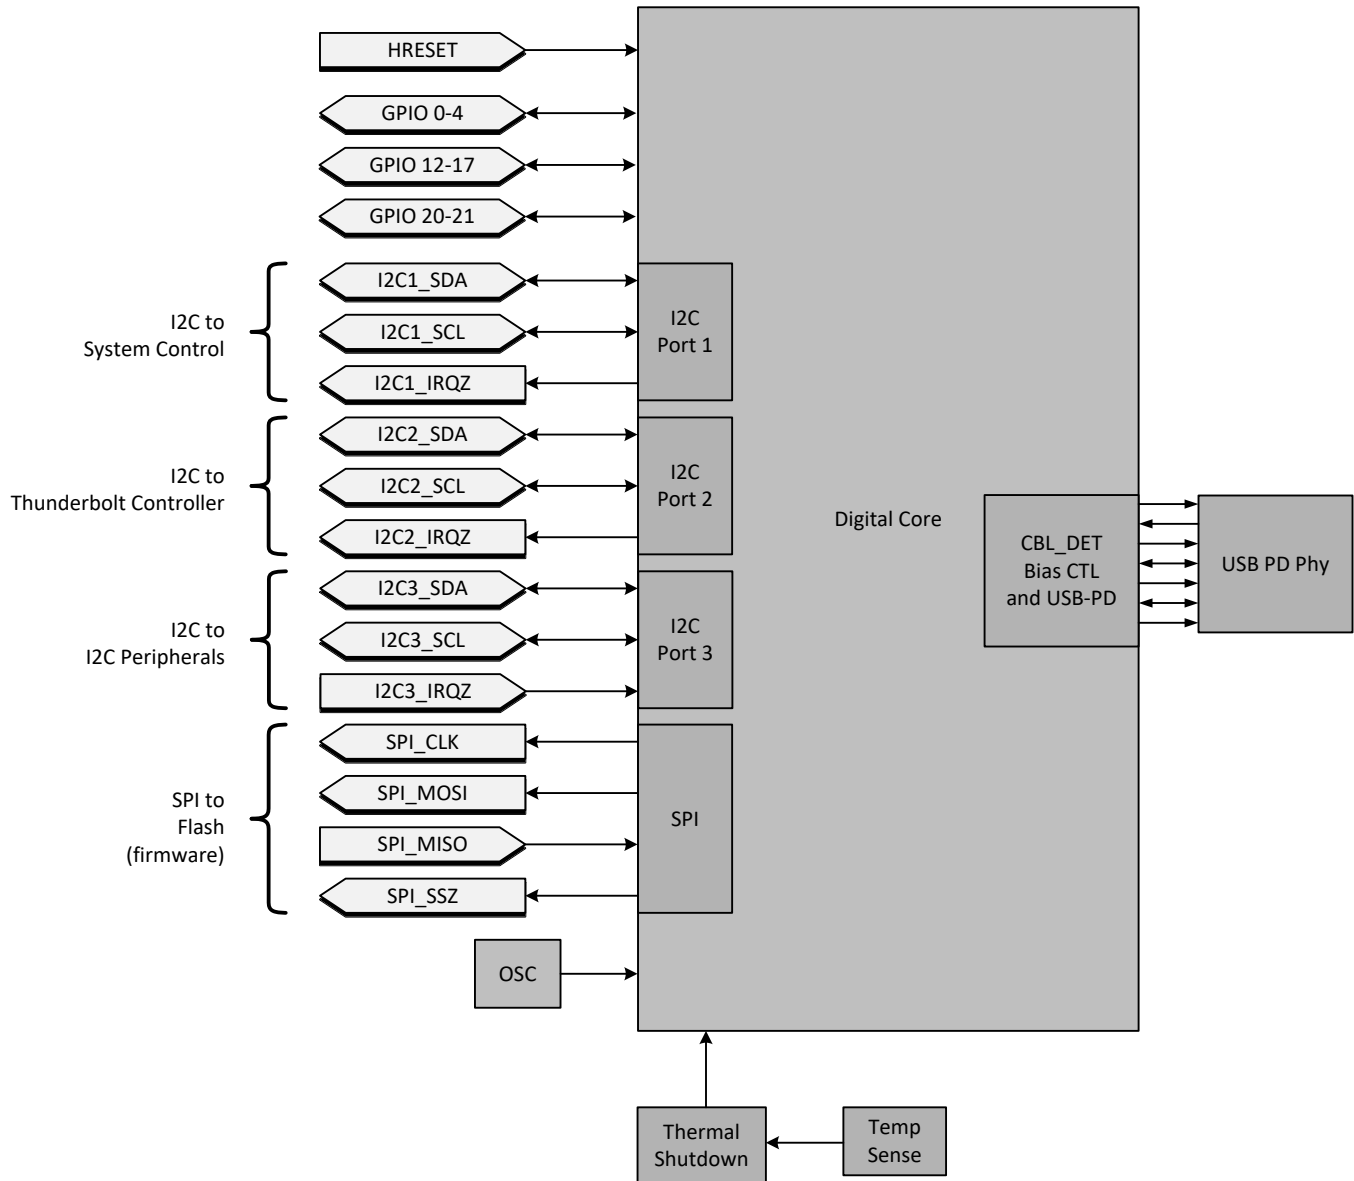 HRESET
GPIO 0-4
GPIO 12-17
GPIO 20-21
I2C to
System Control
I2C1_SDA
I2C1_SCL
I2C1_IRQZ
I2C
Port 1
I2C to
Thunderbolt Controller
I2C2_SDA
I2C2_SCL
I2C2_IRQZ
I2C
Port 2
I2C to
I2C Peripherals
I2C3_SDA
I2C3_SCL
I2C3_IRQZ
I2C
Port 3
SPI to
Flash
(firmware)
SPI_CLK
SPI_MOSI
SPI_MISO
SPI_SSZ
SPI
Digital Core
CBL_DET
Bias CTL
and USB-PD
USB PD Phy
OSC
Thermal
Shutdown
Temp
Sense